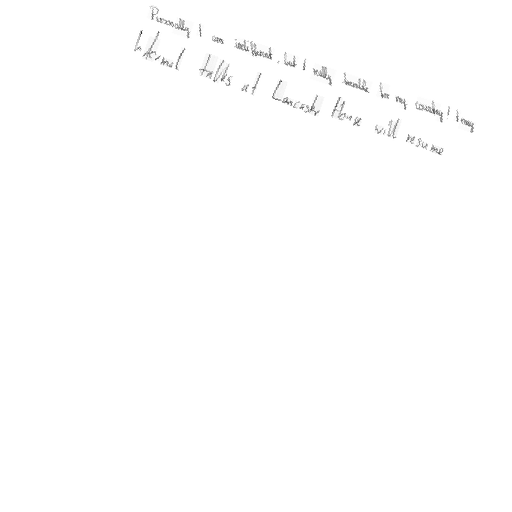 Personally I am indifferent, but I really tremble for my country! I may
Informal talks at Lancaster House will resume